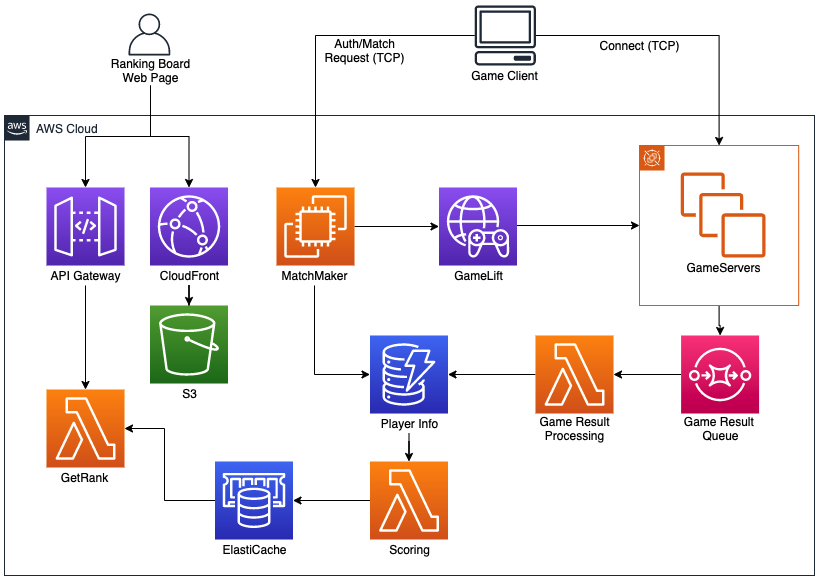 Ranking Board
Web Page
Auth/Match
Request (TCP)
Game Client
Connect (TCP)
aws
AWS Cloud
API Gateway
CloudFront
MatchMaker
GameLift
GameServers
S3
Player Info
Game Result
Processing
Game Result
Queue
GetRank
ElastiCache
Scoring